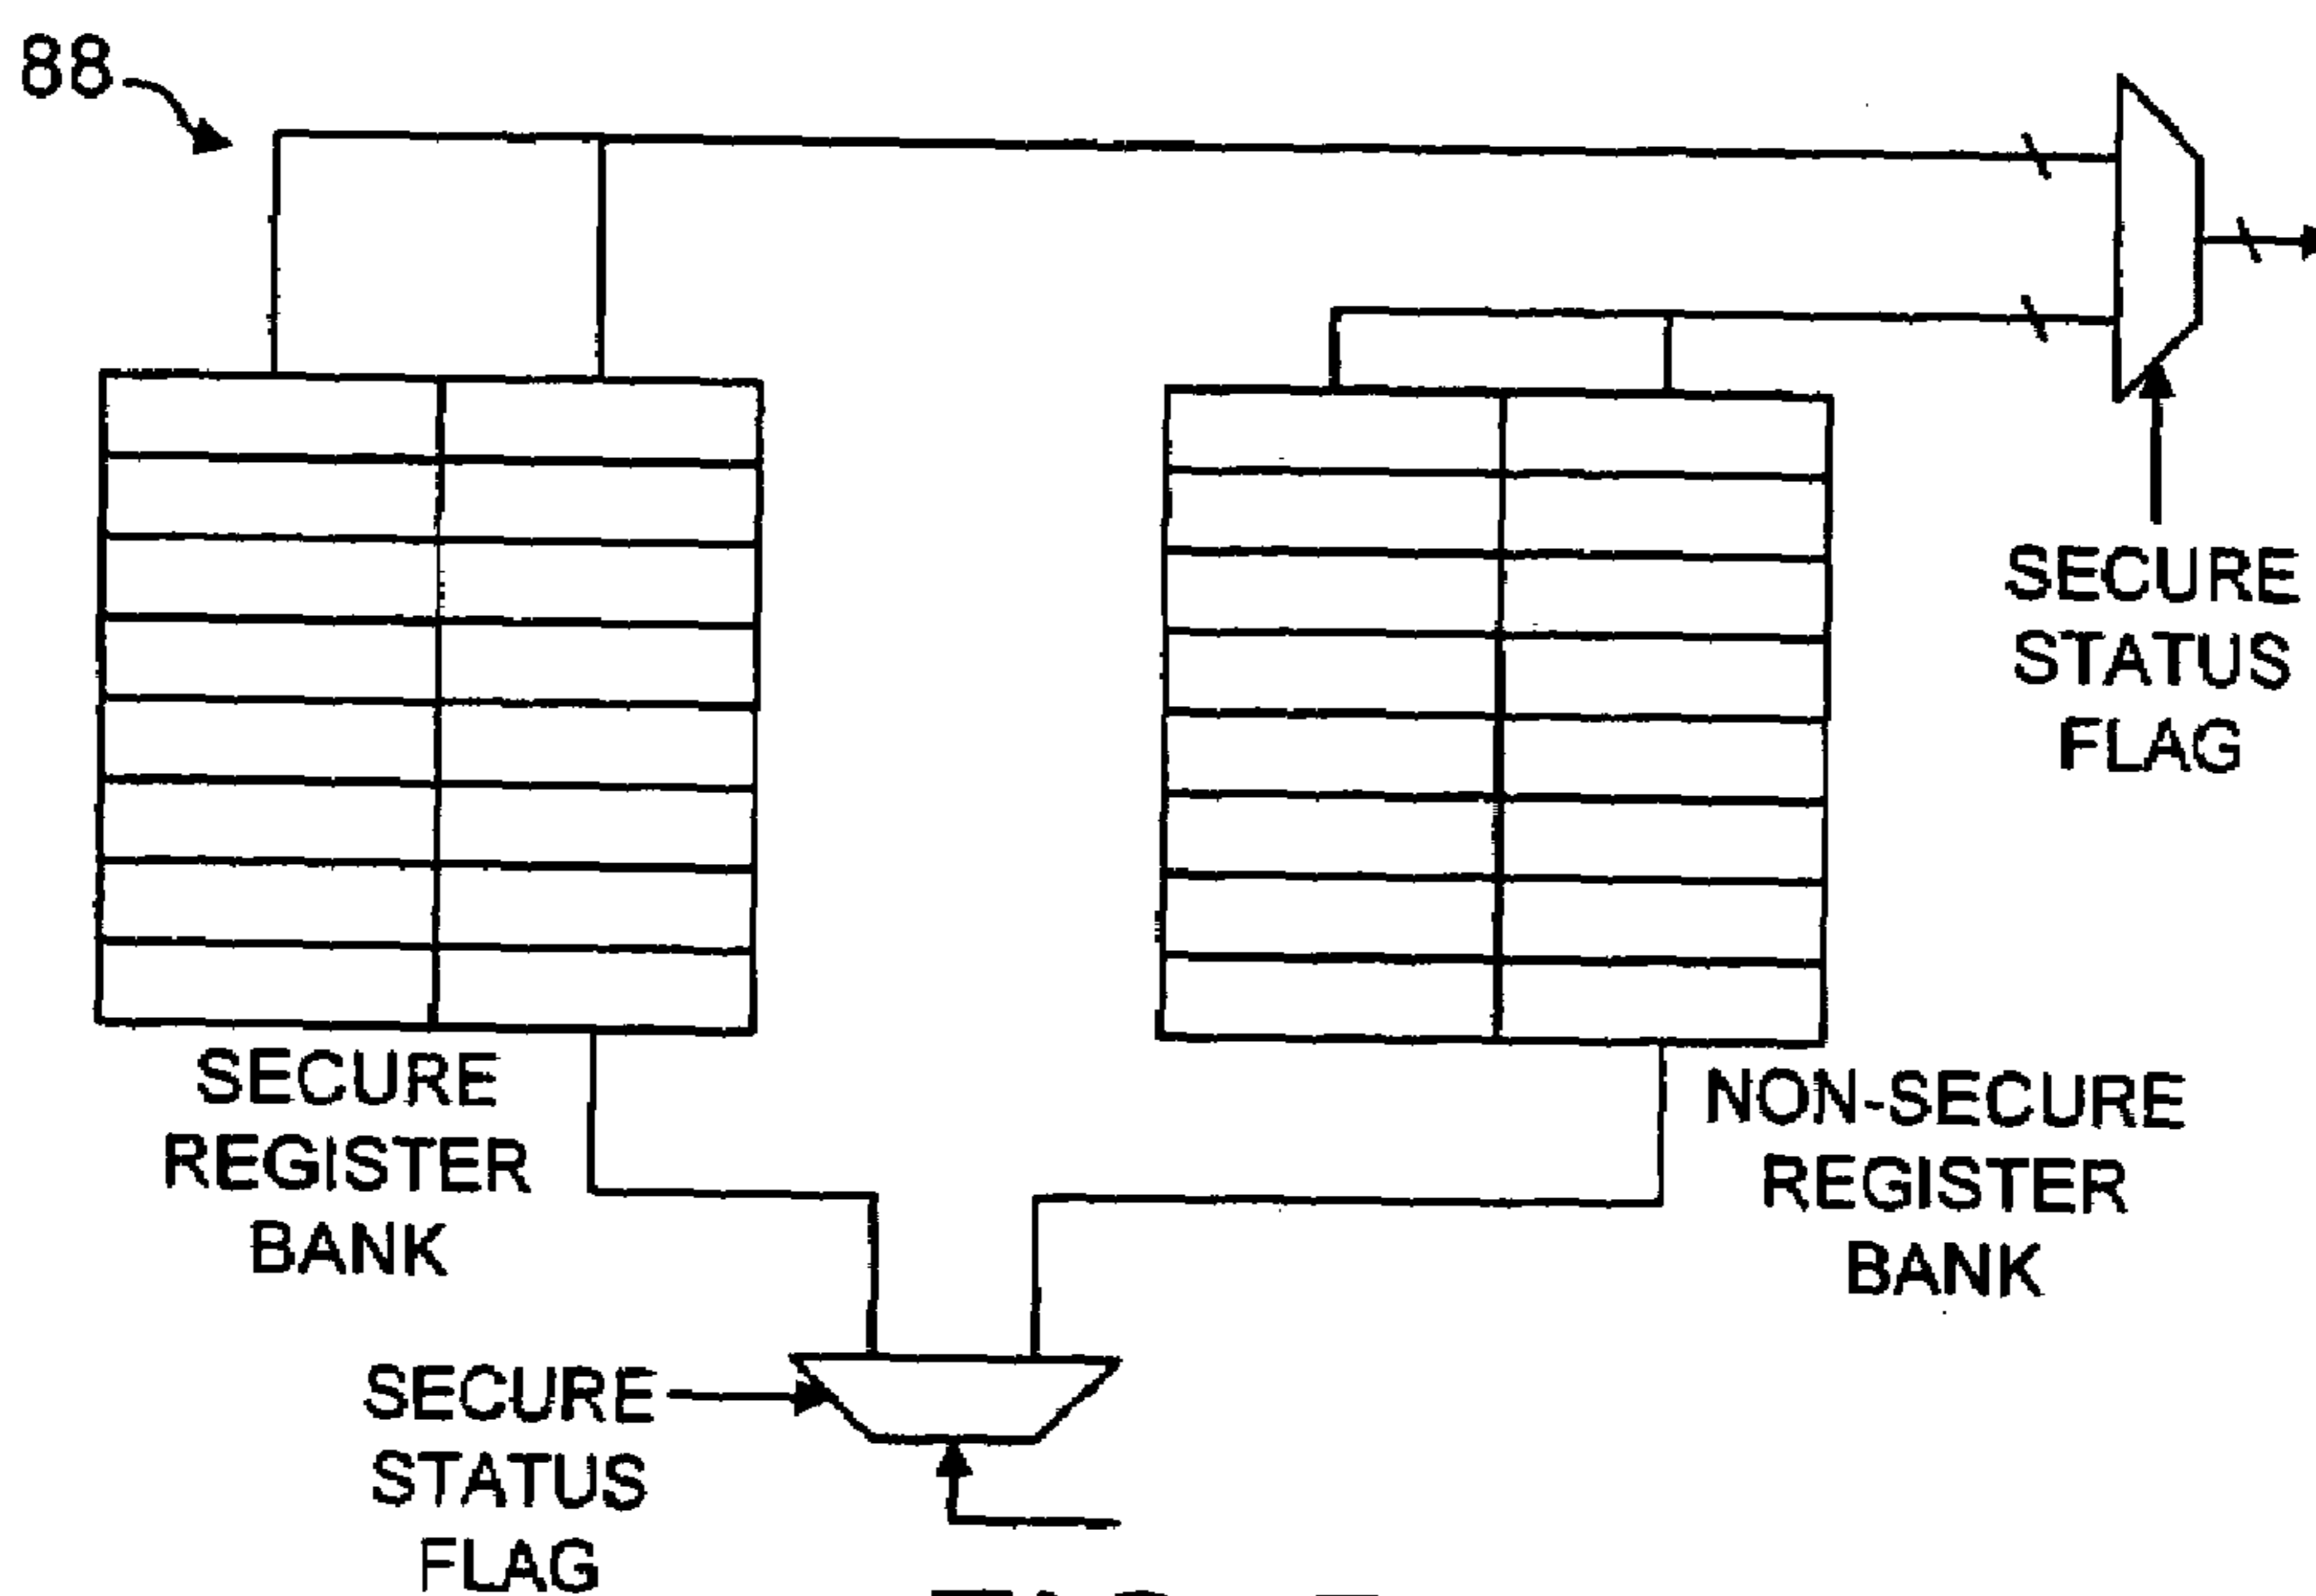 88
SECURE
STATUS
FLAG
SECURE
REGISTER
BANK
NON-SECURE
REGISTER
BANK
SECURE
STATUS
FLAG